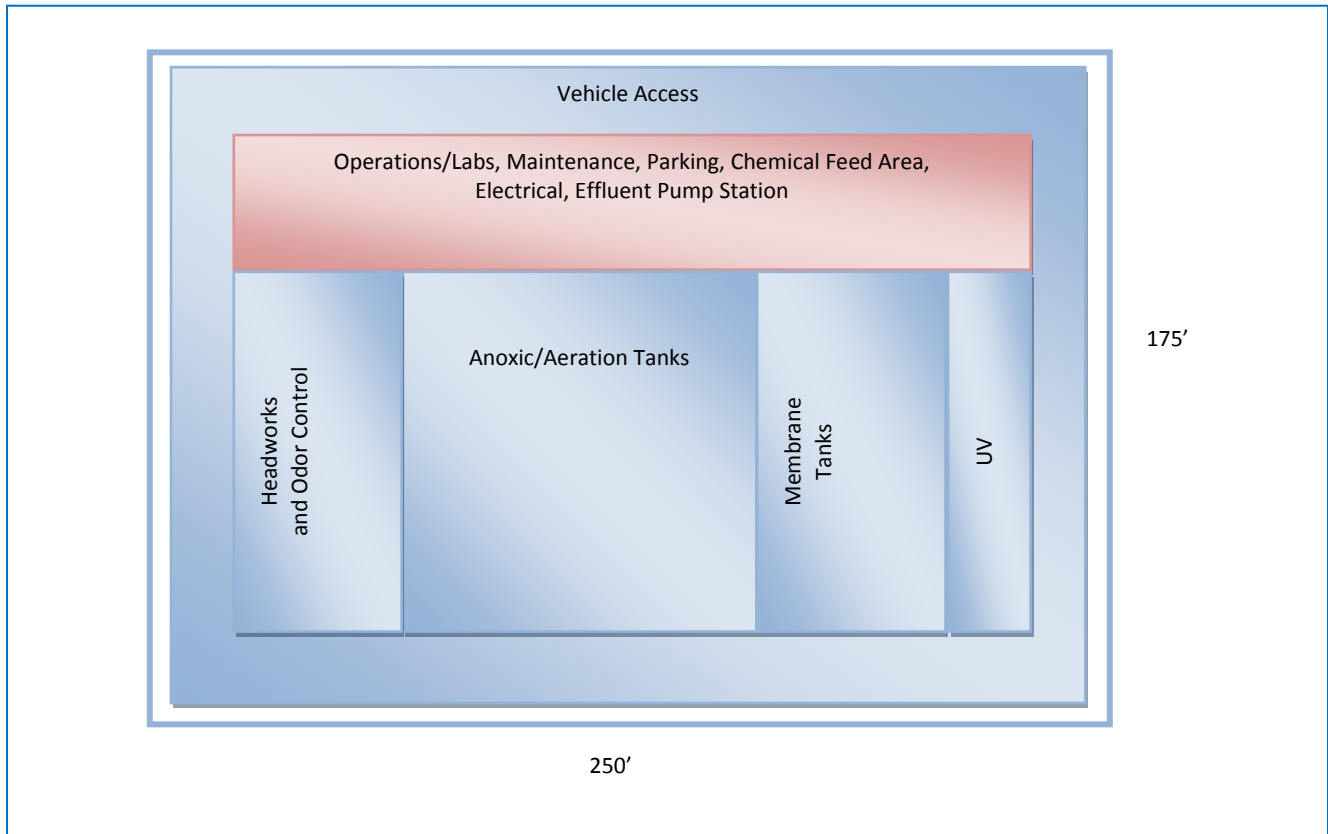 Vehicle Access
Operations/Labs, Maintenance, Parking, Chemical Feed Area,
Electrical, Effluent Pump Station
Headworks
and Odor Control
Anoxic/Aeration Tanks
Membrane
Tanks
UV
175’
250’